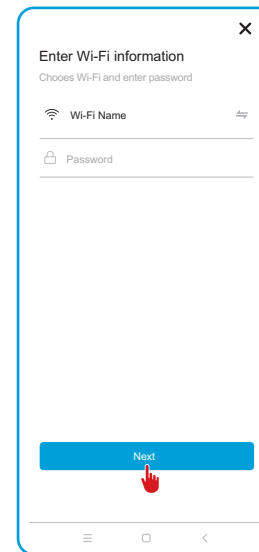 Enter Wi-Fi information
Chooes Wi-Fi and enter password
Wi-Fi Name
Password
Next